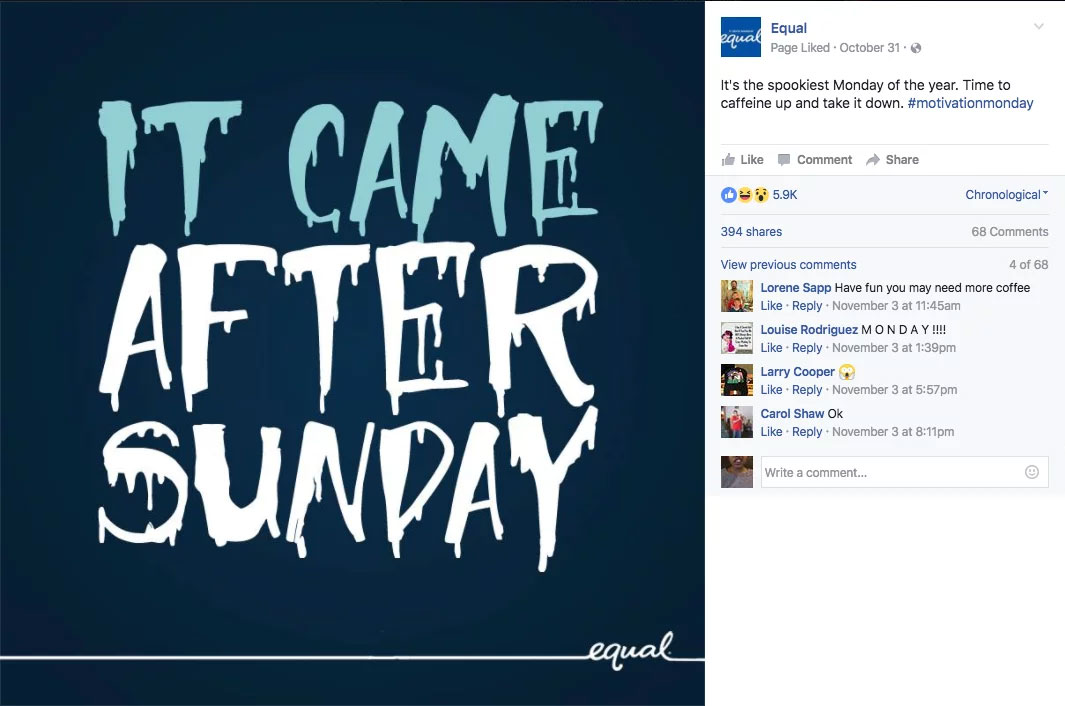 IT CAME
AFTER
SUNDAY
equal
equal
Equal
Page Liked · October 31 ·
It's the spookiest Monday of the year. Time to
caffeine up and take it down. #motivationmonday
Like Comment Share
5.9K Chronological
394 shares 68 Comments
View previous comments 4 of 68
Lorene Sapp Have fun you may need more coffee
Like · Reply · November 3 at 11:45am
Louise Rodriguez M O N D A Y !!!!
Like · Reply · November 3 at 1:39pm
Larry Cooper 😱
Like · Reply · November 3 at 5:57pm
Carol Shaw Ok
Like · Reply · November 3 at 8:11pm
Write a comment...